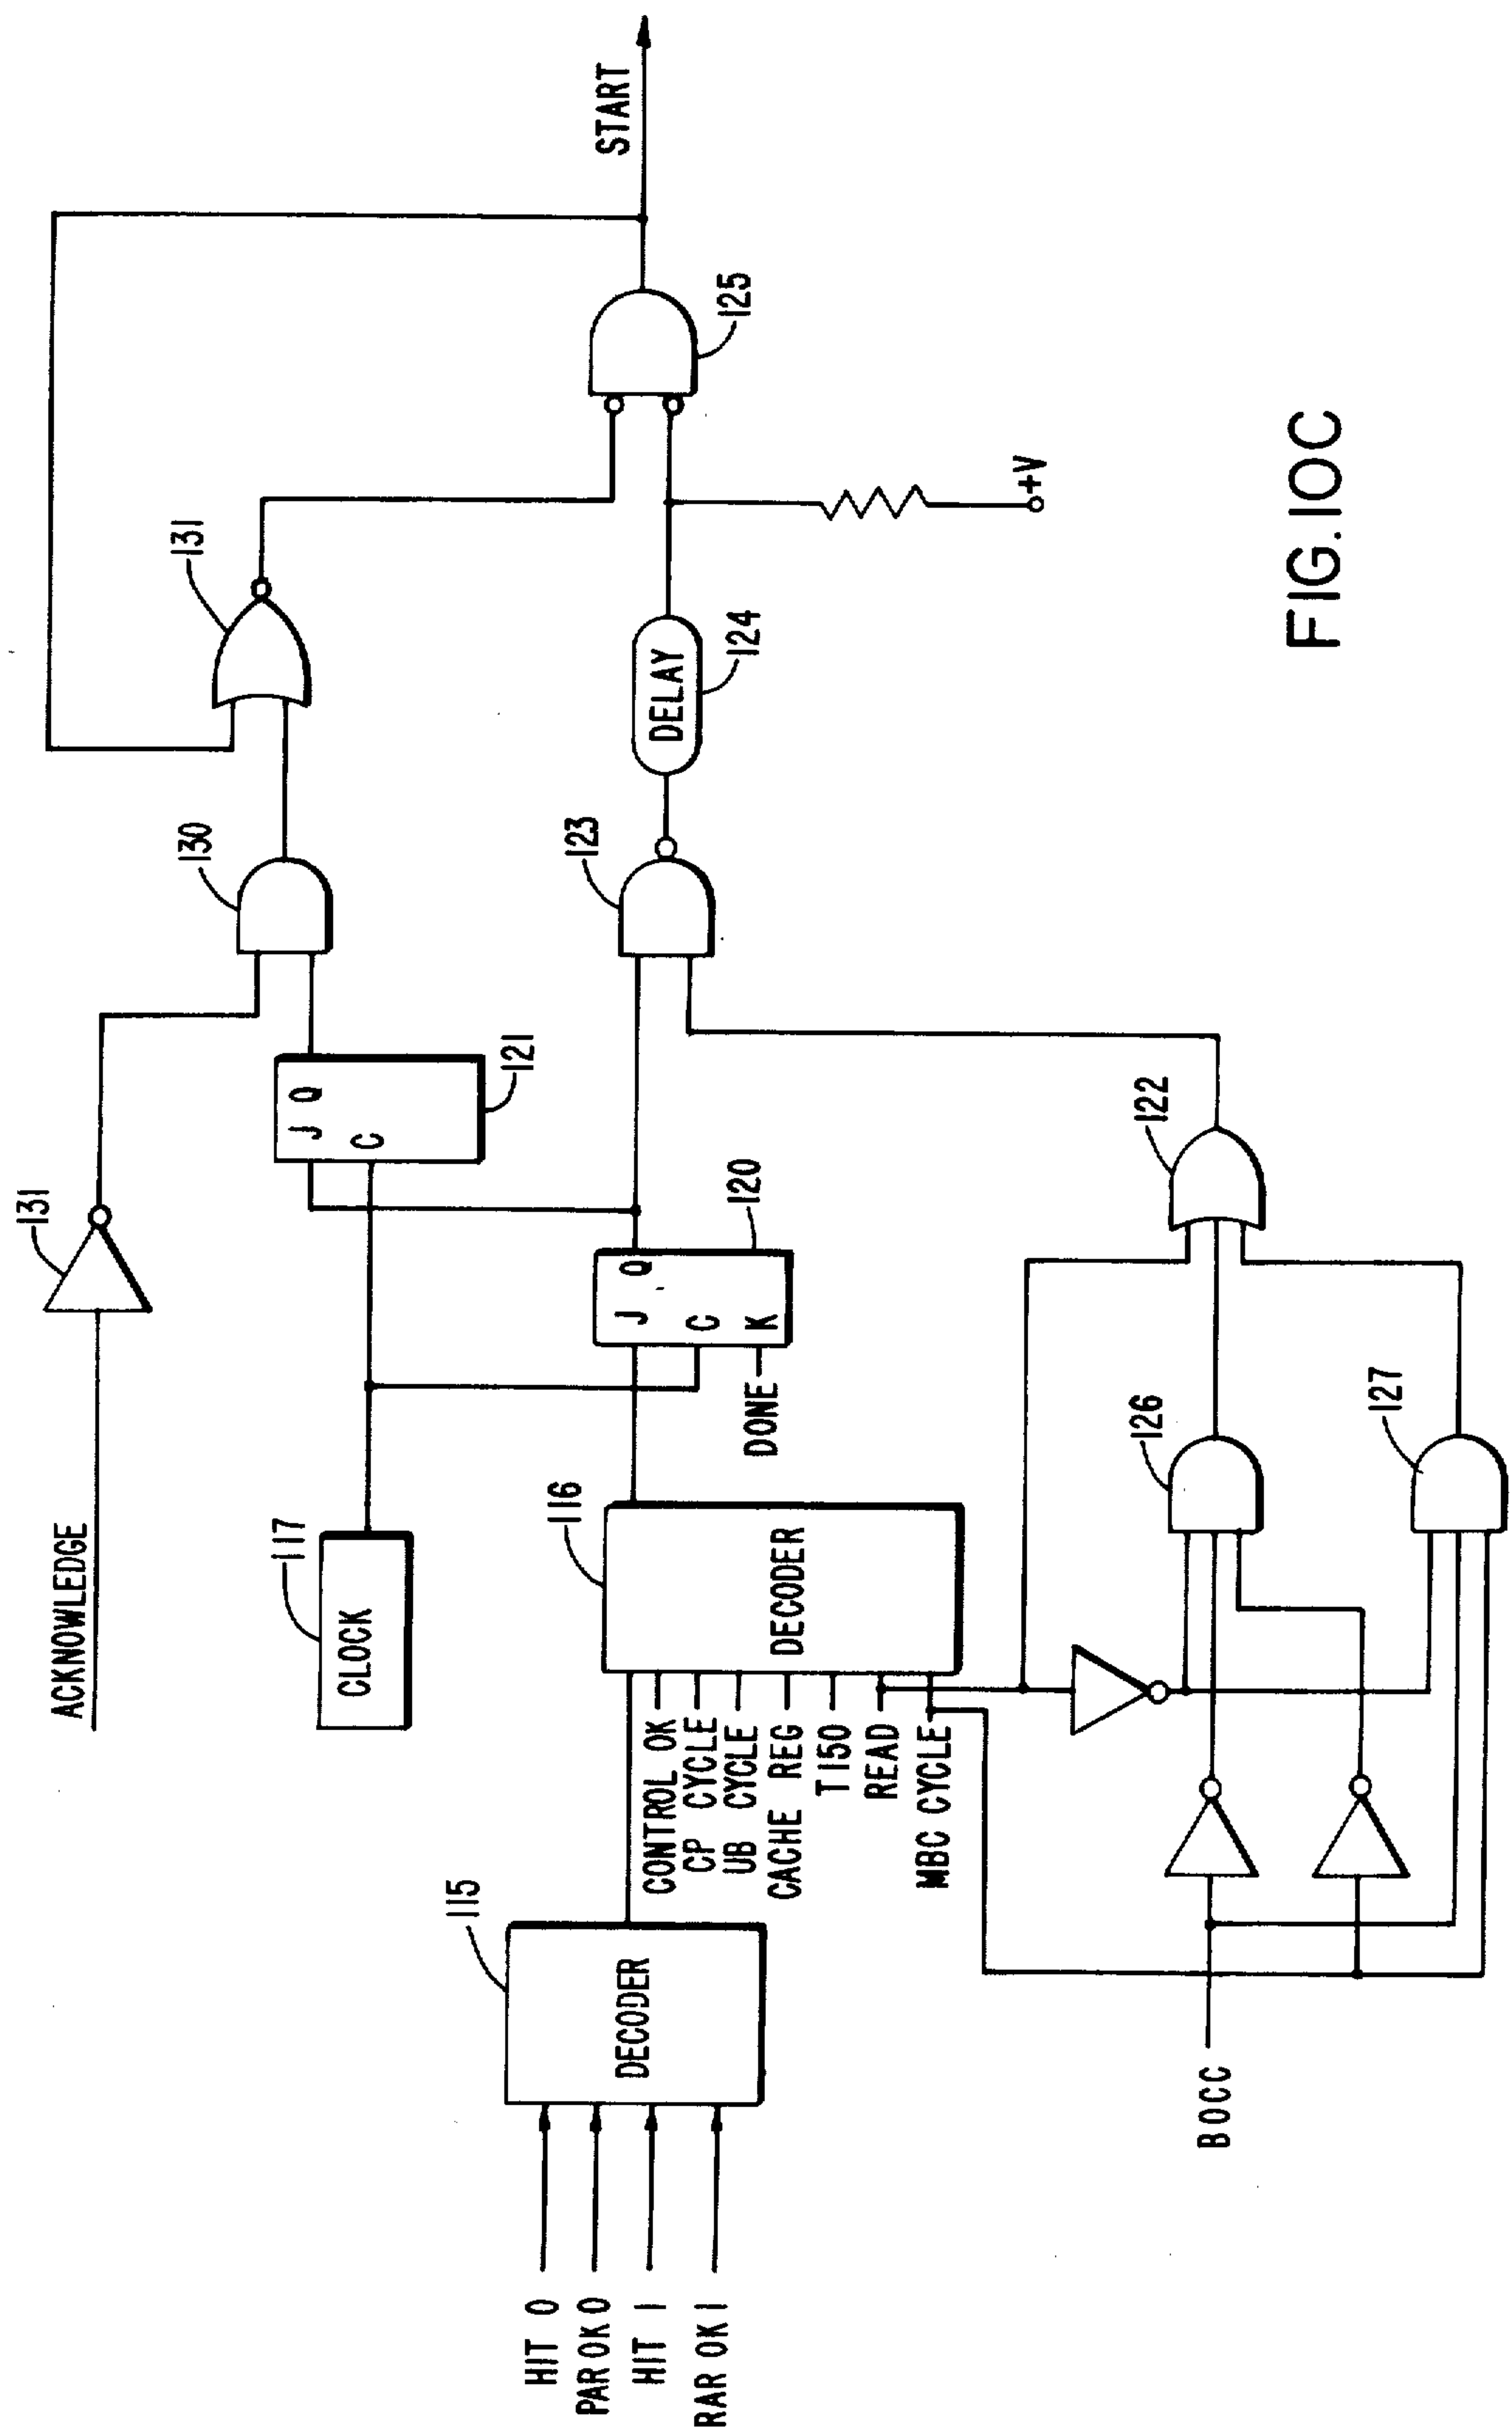 ACKNOWLEDGE
131
130
131
START
117
CLOCK
J Q
C
121
HIT 0
PAR OK 0
HIT 1
RAR OK 1
115
DECODER
116
DECODER
CONTROL OK
CP CYCLE
UB CYCLE
CACHE REG
T150
READ
MBC CYCLE
DONE
J Q
C
K
120
123
DELAY
124
125
+V
BOCC
126
127
122
FIG. 10C